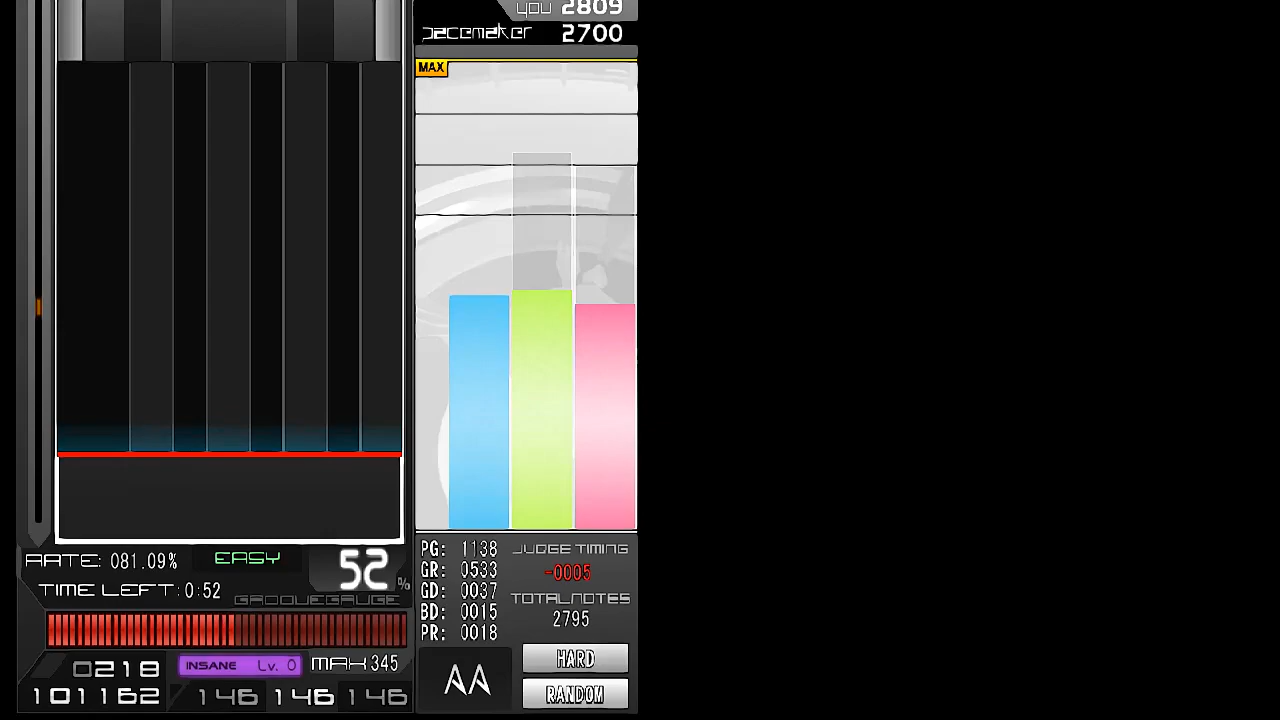 you 2809
pacemaker 2700
MAX
RATE: 081.09%
EASY
52 %
TIME LEFT: 0:52
GROOVEGAUGE
0218
INSANE Lv. 0
MAX 345
101162
146 146 146
PG: 1138
GR: 0533
GD: 0037
BD: 0015
PR: 0018
JUDGE TIMING
-0005
TOTALNOTES
2795
AA
HARD
RANDOM